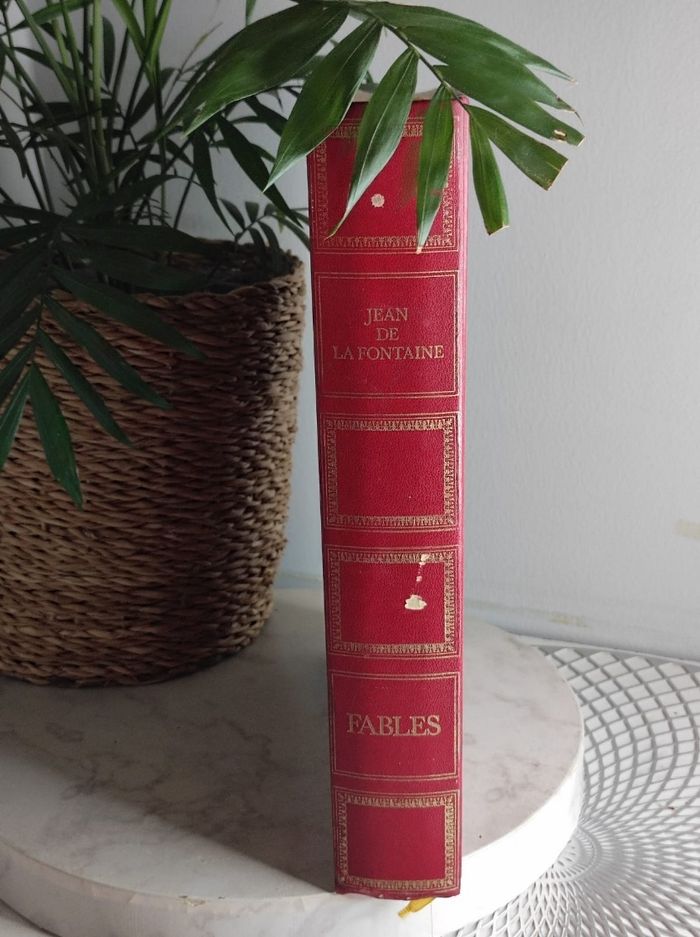 JEAN
DE
LA FONTAINE
FABLES